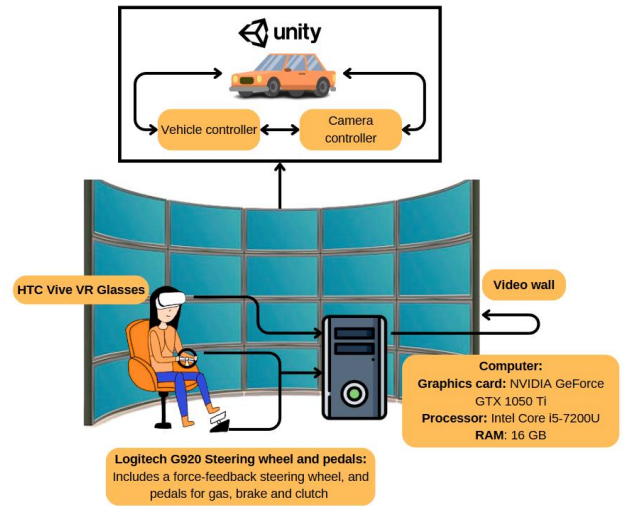 unity
Vehicle controller
Camera
controller
HTC Vive VR Glasses
Video wall
Computer:
Graphics card: NVIDIA GeForce
GTX 1050 Ti
Processor: Intel Core i5-7200U
RAM: 16 GB
Logitech G920 Steering wheel and pedals:
Includes a force-feedback steering wheel, and
pedals for gas, brake and clutch